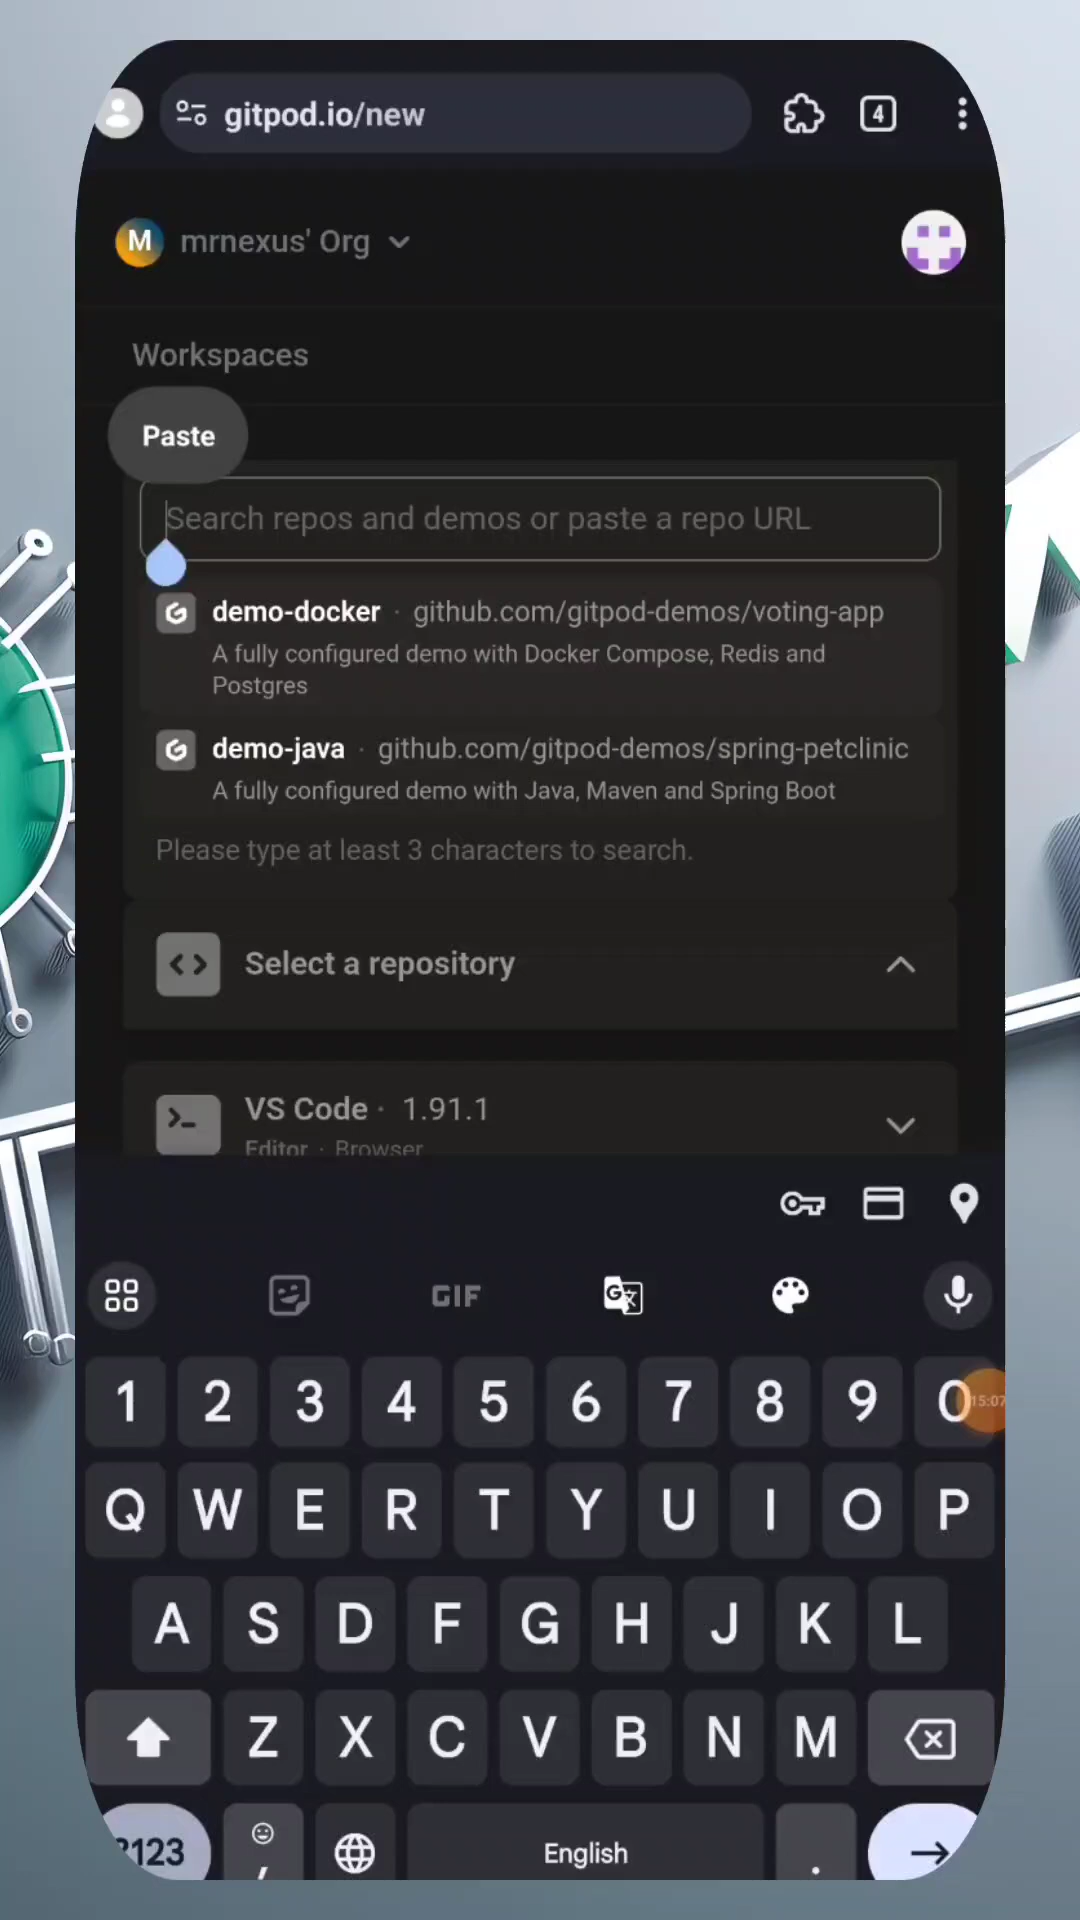 gitpod.io/new
4
M
mrnexus' Org
Workspaces
Paste
Search repos and demos or paste a repo URL
demo-docker · github.com/gitpod-demos/voting-app
A fully configured demo with Docker Compose, Redis and
Postgres
demo-java · github.com/gitpod-demos/spring-petclinic
A fully configured demo with Java, Maven and Spring Boot
Please type at least 3 characters to search.
Select a repository
VS Code · 1.91.1
Editor · Browser
GIF
1 2 3 4 5 6 7 8 9 0
15:07
Q W E R T Y U I O P
A S D F G H J K L
Z X C V B N M
?123 , English .